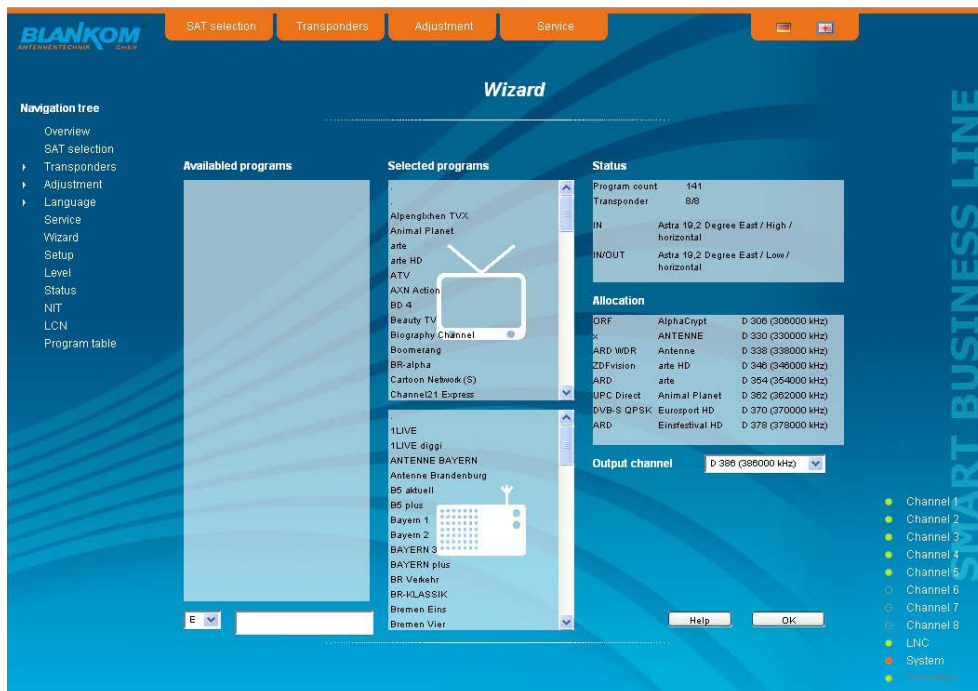 BLANKOM
ANTENNENTECHNIK GmbH
SAT selection
Transponders
Adjustment
Service
Wizard
Navigation tree
Overview
SAT selection
Transponders
Adjustment
Language
Service
Wizard
Setup
Level
Status
NIT
LCN
Program table
Availabled programs
E
Selected programs
.
.
Alpenglxhen TVX
Animal Planet
arte
arte HD
ATV
AXN Action
BD 4
Beauty TV
Biography Channel
Boomerang
BR-alpha
Cartoon Network (S)
Channel21 Express
.
1LIVE
1LIVE diggi
ANTENNE BAYERN
Antenne Brandenburg
B5 aktuell
B5 plus
Bayern 1
Bayern 2
BAYERN 3
BAYERN plus
BR Verkehr
BR-KLASSIK
Bremen Eins
Bremen Vier
Status
Program count 141
Transponder 8/8
IN Astra 19,2 Degree East / High /
horizontal
IN/OUT Astra 19,2 Degree East / Low /
horizontal
Allocation
ORF AlphaCrypt D 306 (306000 kHz)
x ANTENNE D 330 (330000 kHz)
ARD WDR Antenne D 338 (338000 kHz)
ZDFvision arte HD D 346 (346000 kHz)
ARD arte D 354 (354000 kHz)
UPC Direct Animal Planet D 362 (362000 kHz)
DVB-S QPSK Eurosport HD D 370 (370000 kHz)
ARD Einsfestival HD D 378 (378000 kHz)
Output channel D 386 (386000 kHz)
Help
OK
SMART BUSINESS LINE
Channel 1
Channel 2
Channel 3
Channel 4
Channel 5
Channel 6
Channel 7
Channel 8
LNC
System